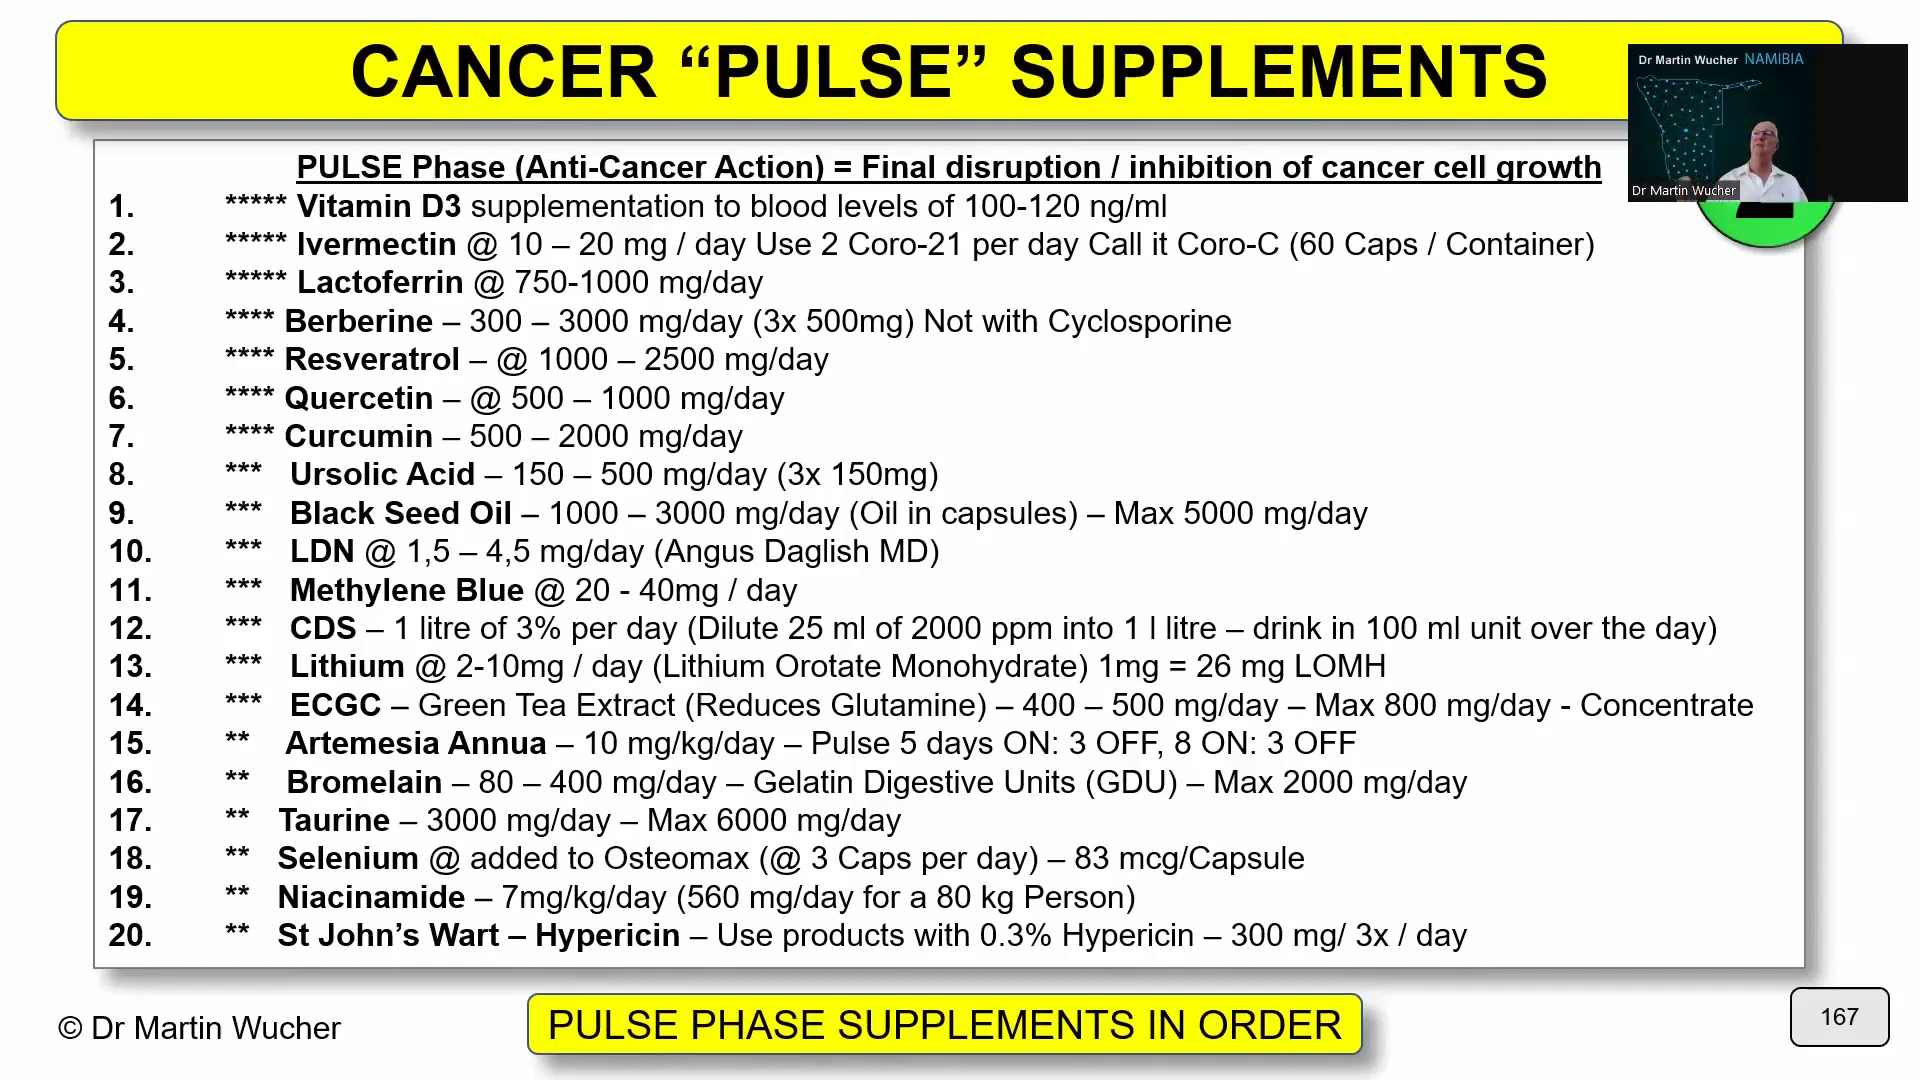 CANCER “PULSE” SUPPLEMENTS
Dr Martin Wucher NAMIBIA
Dr Martin Wucher
PULSE Phase (Anti-Cancer Action) = Final disruption / inhibition of cancer cell growth
1. ***** Vitamin D3 supplementation to blood levels of 100-120 ng/ml
2. ***** Ivermectin @ 10 – 20 mg / day Use 2 Coro-21 per day Call it Coro-C (60 Caps / Container)
3. ***** Lactoferrin @ 750-1000 mg/day
4. **** Berberine – 300 – 3000 mg/day (3x 500mg) Not with Cyclosporine
5. **** Resveratrol – @ 1000 – 2500 mg/day
6. **** Quercetin – @ 500 – 1000 mg/day
7. **** Curcumin – 500 – 2000 mg/day
8. *** Ursolic Acid – 150 – 500 mg/day (3x 150mg)
9. *** Black Seed Oil – 1000 – 3000 mg/day (Oil in capsules) – Max 5000 mg/day
10. *** LDN @ 1,5 – 4,5 mg/day (Angus Daglish MD)
11. *** Methylene Blue @ 20 - 40mg / day
12. *** CDS – 1 litre of 3% per day (Dilute 25 ml of 2000 ppm into 1 l litre – drink in 100 ml unit over the day)
13. *** Lithium @ 2-10mg / day (Lithium Orotate Monohydrate) 1mg = 26 mg LOMH
14. *** ECGC – Green Tea Extract (Reduces Glutamine) – 400 – 500 mg/day – Max 800 mg/day - Concentrate
15. ** Artemesia Annua – 10 mg/kg/day – Pulse 5 days ON: 3 OFF, 8 ON: 3 OFF
16. ** Bromelain – 80 – 400 mg/day – Gelatin Digestive Units (GDU) – Max 2000 mg/day
17. ** Taurine – 3000 mg/day – Max 6000 mg/day
18. ** Selenium @ added to Osteomax (@ 3 Caps per day) – 83 mcg/Capsule
19. ** Niacinamide – 7mg/kg/day (560 mg/day for a 80 kg Person)
20. ** St John’s Wart – Hypericin – Use products with 0.3% Hypericin – 300 mg/ 3x / day
© Dr Martin Wucher
PULSE PHASE SUPPLEMENTS IN ORDER
167